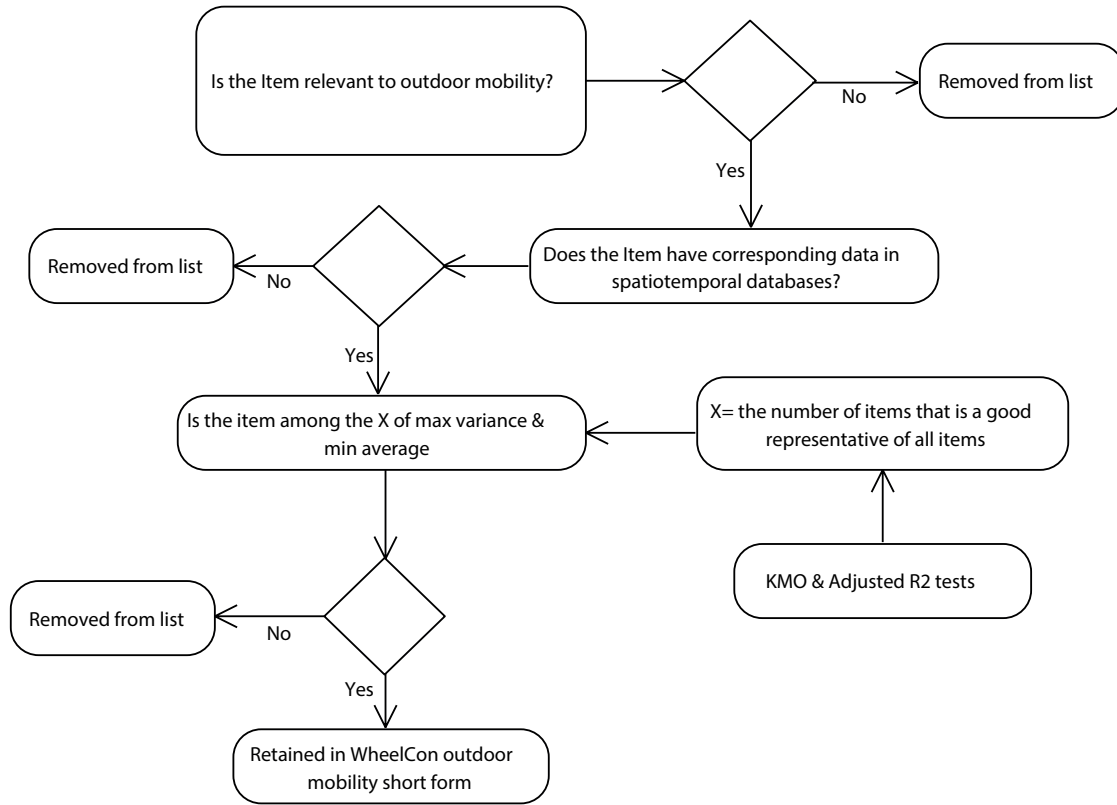 Is the Item relevant to outdoor mobility?
No
Removed from list
Yes
Does the Item have corresponding data in
spatiotemporal databases?
No
Removed from list
Yes
Is the item among the X of max variance &
min average
X= the number of items that is a good
representative of all items
KMO & Adjusted R2 tests
No
Removed from list
Yes
Retained in WheelCon outdoor
mobility short form